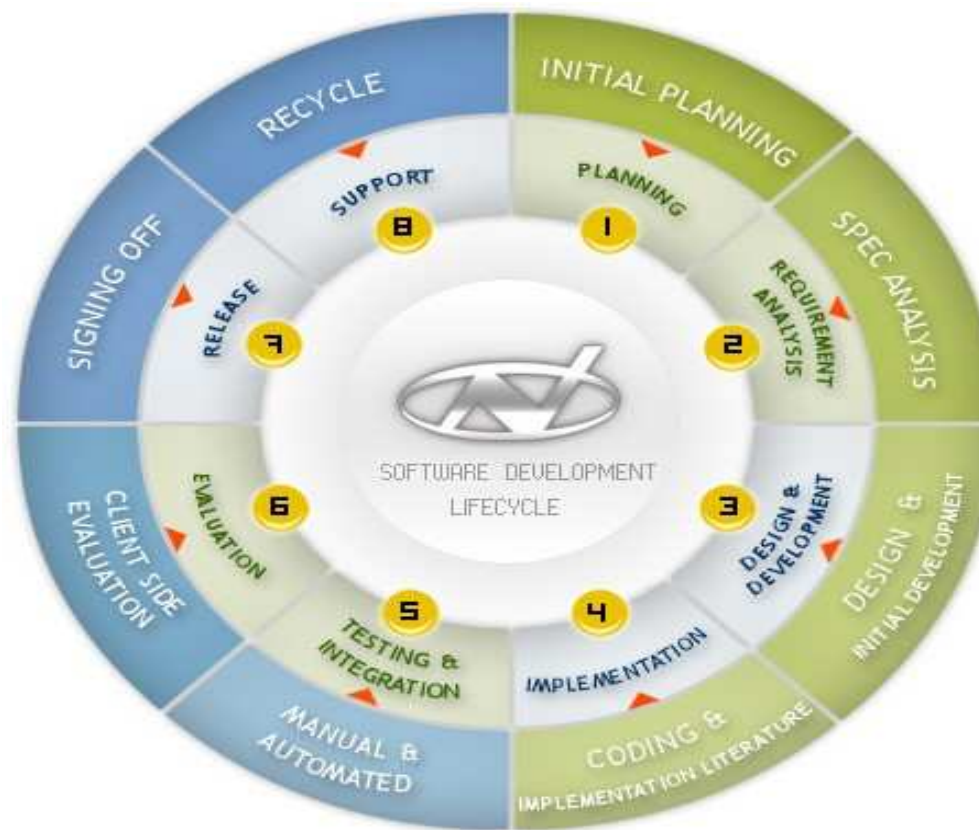 INITIAL PLANNING
PLANNING
1
SPEC ANALYSIS
REQUIREMENT
ANALYSIS
2
DESIGN &
INITIAL DEVELOPMENT
DESIGN &
DEVELOPMENT
3
CODING &
IMPLEMENTATION LITERATURE
IMPLEMENTATION
4
MANUAL &
AUTOMATED
TESTING &
INTEGRATION
5
CLIENT SIDE
EVALUATION
EVALUATION
6
SIGNING OFF
RELEASE
7
RECYCLE
SUPPORT
8
SOFTWARE DEVELOPMENT
LIFECYCLE